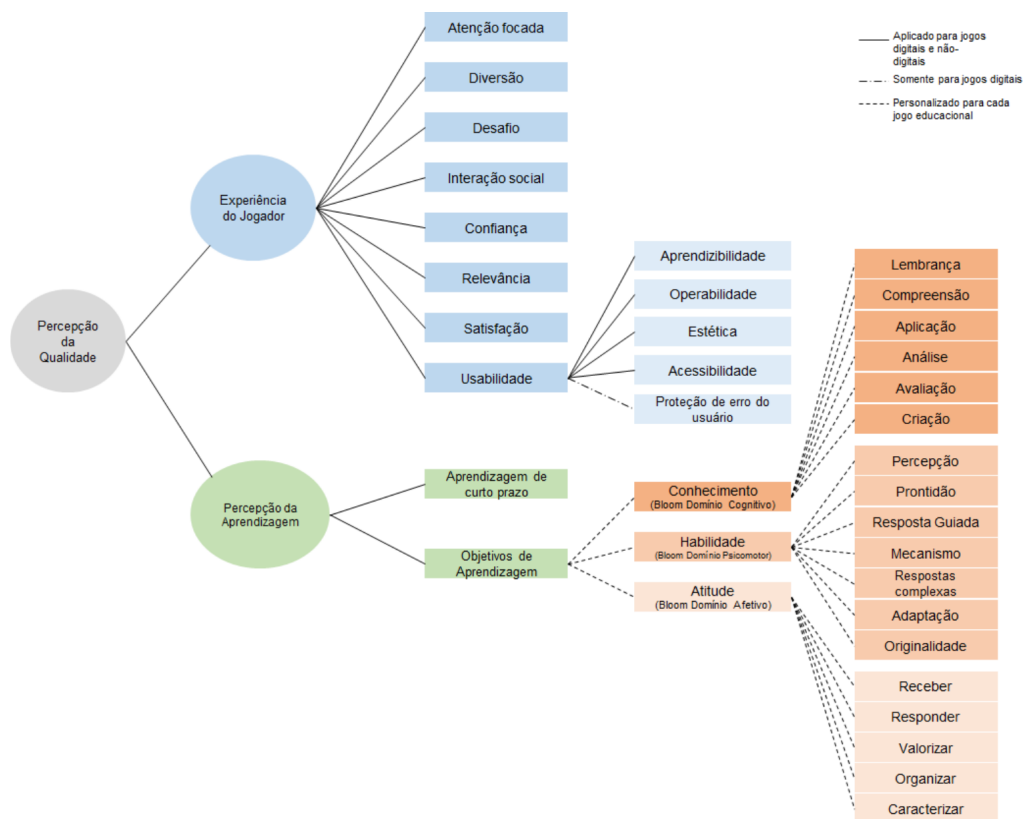 Percepção
da
Qualidade
Experiência
do Jogador
Percepção da
Aprendizagem
Atenção focada
Diversão
Desafio
Interação social
Confiança
Relevância
Satisfação
Usabilidade
Aprendizagem de
curto prazo
Objetivos de
Aprendizagem
Aprendizibilidade
Operabilidade
Estética
Acessibilidade
Proteção de erro do
usuário
Conhecimento
(Bloom Domínio Cognitivo)
Habilidade
(Bloom Domínio Psicomotor)
Atitude
(Bloom Domínio Afetivo)
Lembrança
Compreensão
Aplicação
Análise
Avaliação
Criação
Percepção
Prontidão
Resposta Guiada
Mecanismo
Respostas
complexas
Adaptação
Originalidade
Receber
Responder
Valorizar
Organizar
Caracterizar
Aplicado para jogos
digitais e não-
digitais
Somente para jogos digitais
Personalizado para cada
jogo educacional